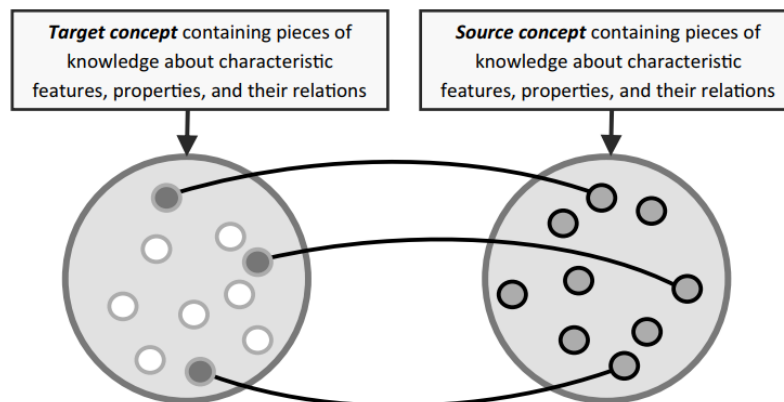 Target concept containing pieces of
knowledge about characteristic
features, properties, and their relations
Source concept containing pieces of
knowledge about characteristic
features, properties, and their relations